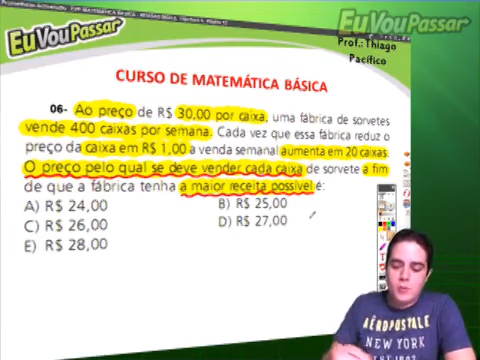 EuVouPassar
EuVouPassar
Prof.: Thiago
Pacífico
CURSO DE MATEMÁTICA BÁSICA
06- Ao preço de R$ 30,00 por caixa, uma fábrica de sorvetes
vende 400 caixas por semana. Cada vez que essa fábrica reduz o
preço da caixa em R$ 1,00 a venda semanal aumenta em 20 caixas.
O preço pelo qual se deve vender cada caixa de sorvete a fim
de que a fábrica tenha a maior receita possível é:
A) R$ 24,00
B) R$ 25,00
C) R$ 26,00
D) R$ 27,00
E) R$ 28,00
AÉROPOSTALE
NEW YORK